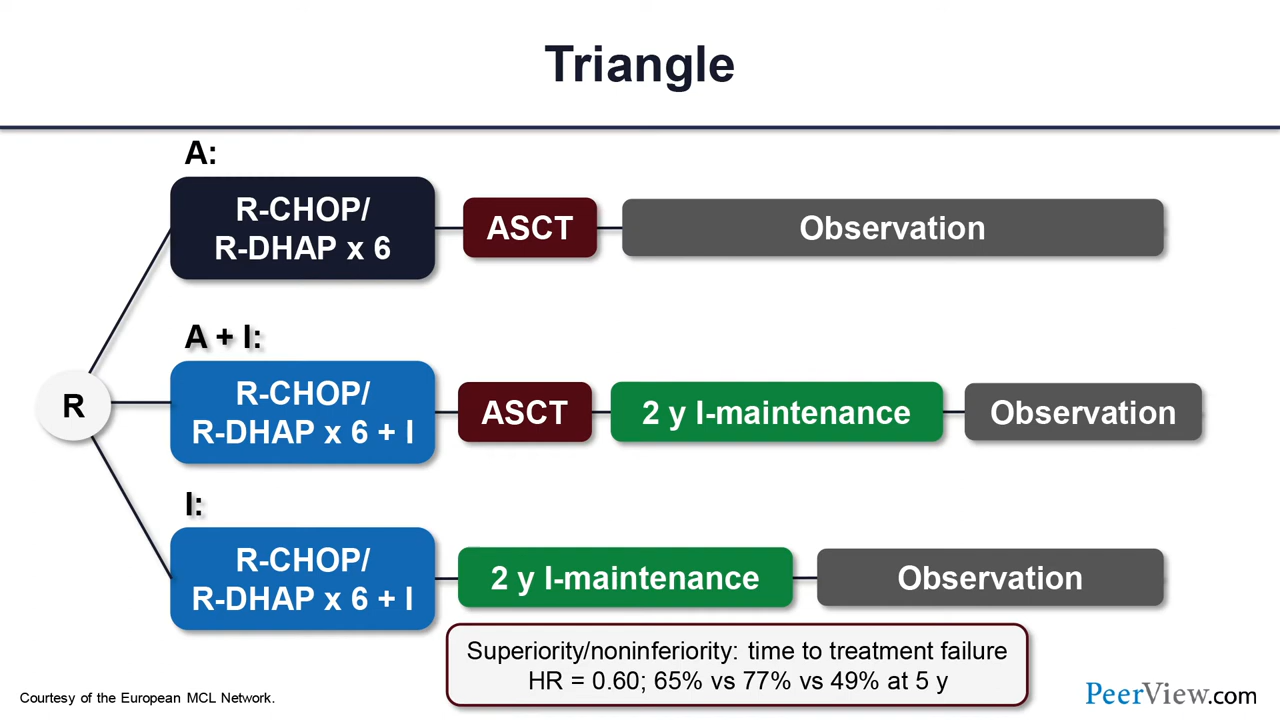 Triangle
A:
R-CHOP/
R-DHAP x 6
ASCT
Observation
A + I:
R
R-CHOP/
R-DHAP x 6 + I
ASCT
2 y I-maintenance
Observation
I:
R-CHOP/
R-DHAP x 6 + I
2 y I-maintenance
Observation
Superiority/noninferiority: time to treatment failure
HR = 0.60; 65% vs 77% vs 49% at 5 y
Courtesy of the European MCL Network.
PeerView.com